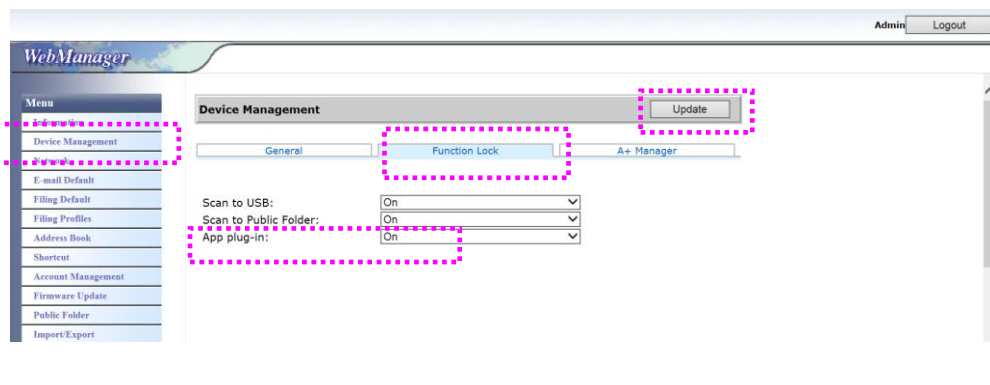 Admin Logout
WebManager
Menu
Information
Device Management
Network
E-mail Default
Filing Default
Filing Profiles
Address Book
Shortcut
Account Management
Firmware Update
Public Folder
Import/Export
Device Management Update
General Function Lock A+ Manager
Scan to USB: On
Scan to Public Folder: On
App plug-in: On